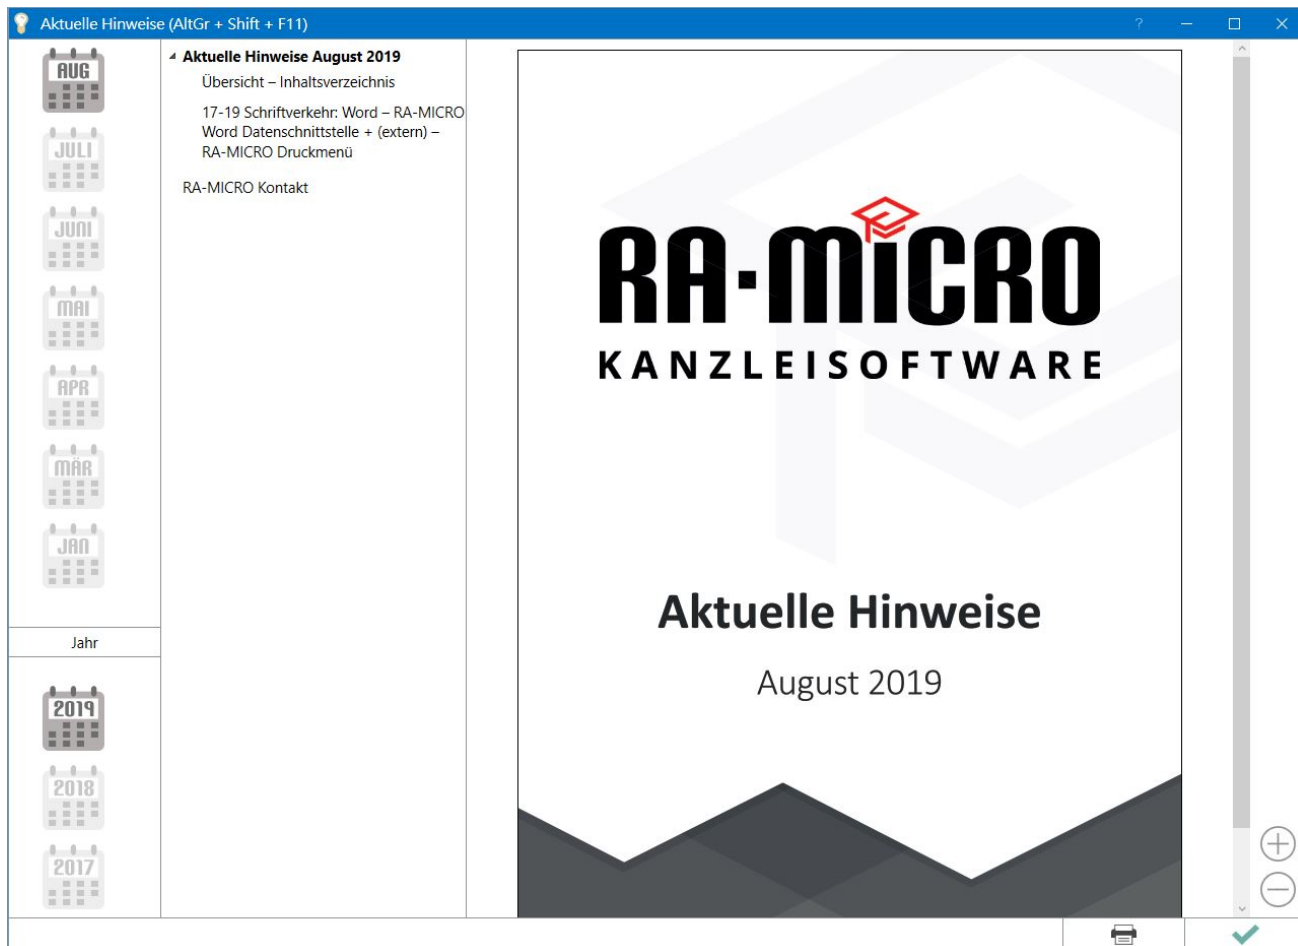 Aktuelle Hinweise (AltGr + Shift + F11)
AUG
JULI
JUNI
MAI
APR
MÄR
JAN
Jahr
2019
2018
2017
Aktuelle Hinweise August 2019
Übersicht – Inhaltsverzeichnis
17-19 Schriftverkehr: Word – RA-MICRO
Word Datenschnittstelle + (extern) –
RA-MICRO Druckmenü
RA-MICRO Kontakt
RA-MiCRO
KANZLEISOFTWARE
Aktuelle Hinweise
August 2019